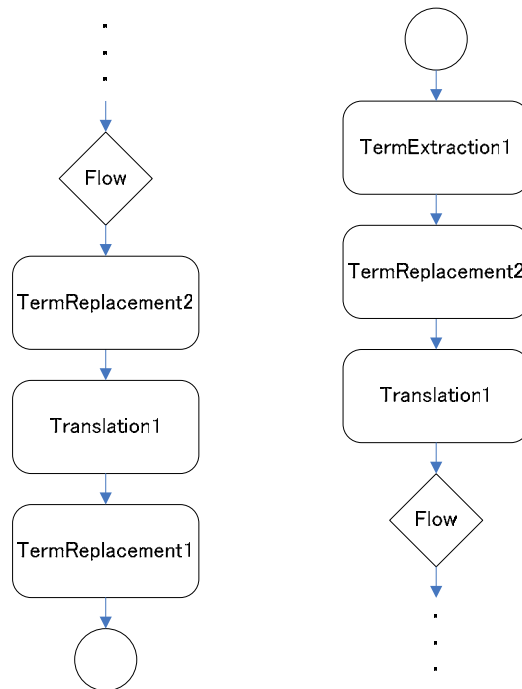 Flow
TermReplacement2
Translation1
TermReplacement1
TermExtraction1
TermReplacement2
Translation1
Flow